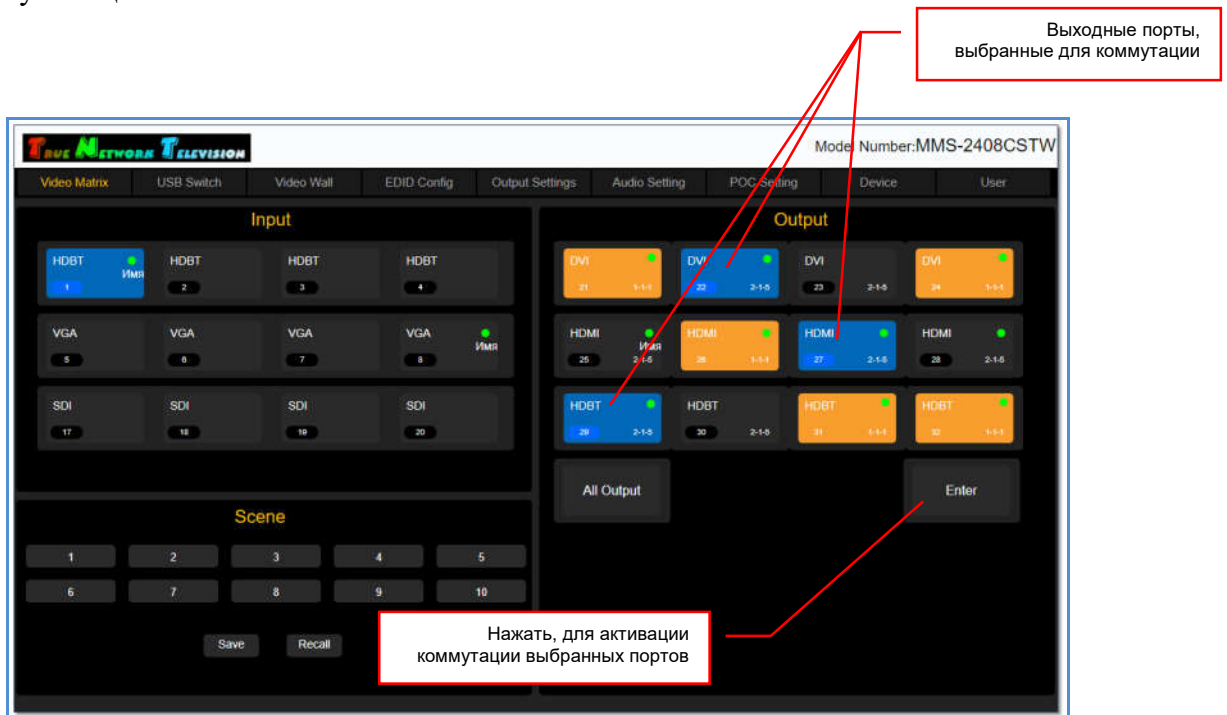 Выходные порты,
выбранные для коммутации
TRUE NETWORK TELEVISION
Model Number:MMS-2408CSTW
Video Matrix USB Switch Video Wall EDID Config Output Settings Audio Setting POC Setting Device User
Input
HDBT Имя HDBT HDBT HDBT
1 2 3 4
VGA VGA VGA VGA Имя
5 6 7 8
SDI SDI SDI SDI
17 18 19 20
Output
DVI DVI DVI DVI
21 1-1-1 22 2-1-5 23 2-1-5 24 1-1-1
HDMI Имя HDMI HDMI HDMI
25 2-1-5 26 1-1-1 27 2-1-5 28 2-1-5
HDBT HDBT HDBT HDBT
29 2-1-5 30 2-1-5 31 1-1-1 32 1-1-1
All Output Enter
Scene
1 2 3 4 5
6 7 8 9 10
Save Recall
Нажать, для активации
коммутации выбранных портов